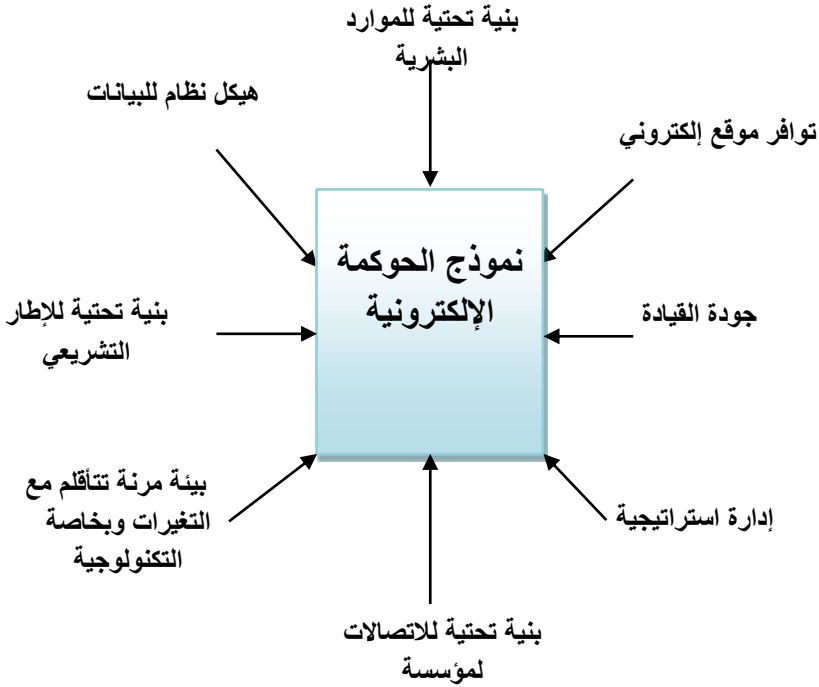 بنية تحتية للموارد
البشرية
هيكل نظام للبيانات
توافر موقع إلكتروني
نموذج الحوكمة
الإلكترونية
جودة القيادة
بنية تحتية للإطار
التشريعي
بيئة مرنة تتأقلم مع
التغيرات وبخاصة
التكنولوجية
إدارة استراتيجية
بنية تحتية للاتصالات
لمؤسسة